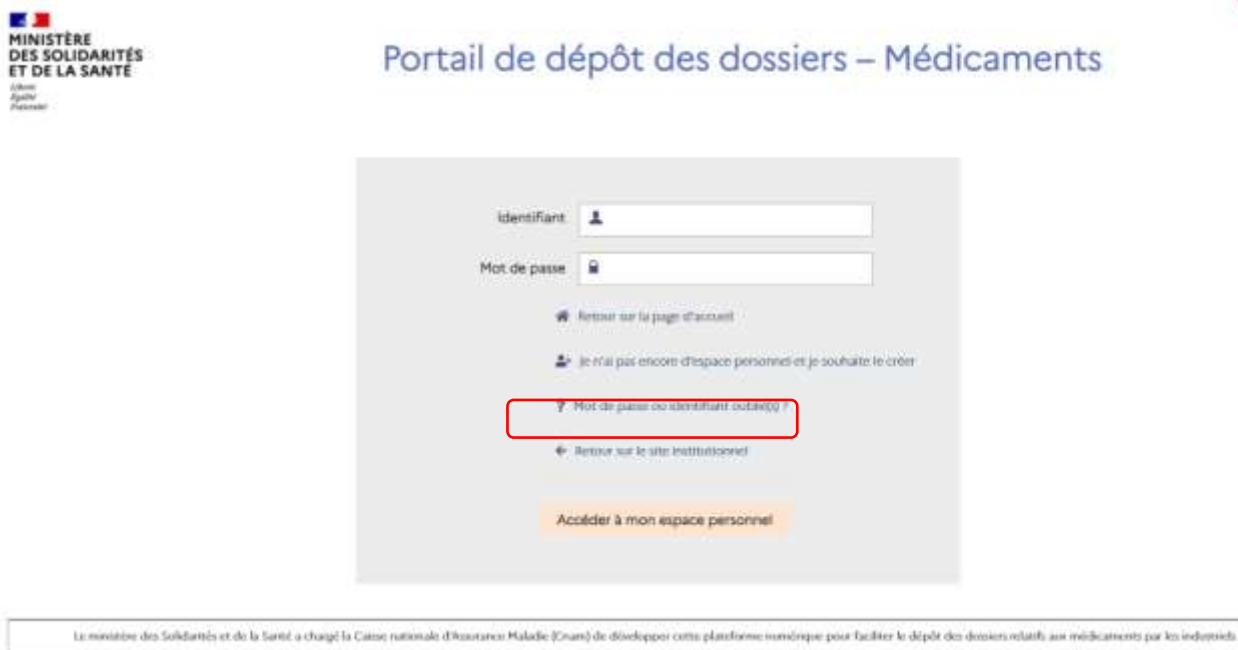 MINISTÈRE
DES SOLIDARITÉS
ET DE LA SANTÉ
Liberté
Égalité
Fraternité
Portail de dépôt des dossiers – Médicaments
Identifiant
Mot de passe
Retour sur la page d'accueil
Je n'ai pas encore d'espace personnel et je souhaite le créer
? Mot de passe ou identifiant oublié(s) ?
Retour sur le site institutionnel
Accéder à mon espace personnel
Le ministère des Solidarités et de la Santé a chargé la Caisse nationale d'Assurance Maladie (Cnam) de développer cette plateforme numérique pour faciliter le dépôt des dossiers relatifs aux médicaments par les industriels